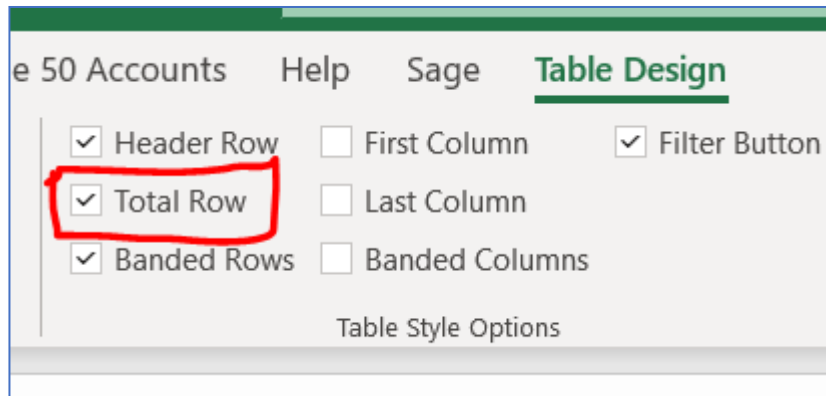 e 50 Accounts Help Sage Table Design
Header Row First Column Filter Button
Total Row Last Column
Banded Rows Banded Columns
Table Style Options